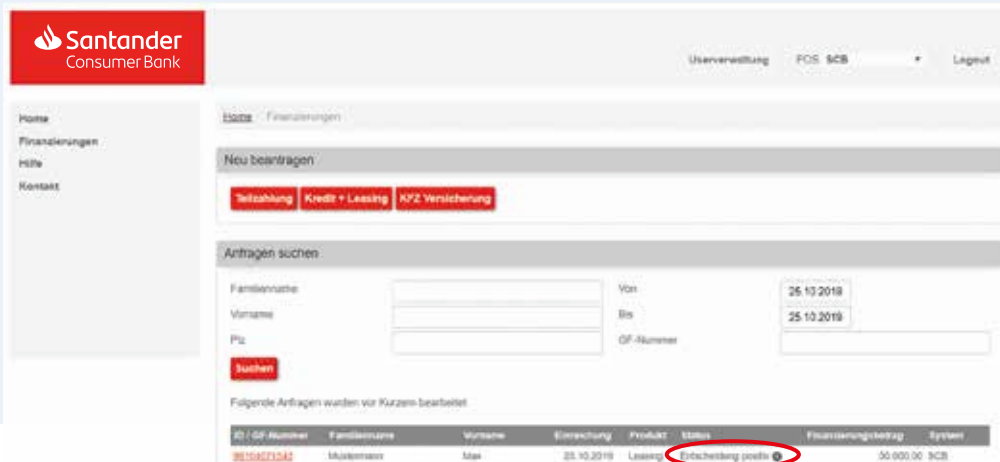 Santander
Consumer Bank
Userverwaltung POS SCB Logout
Home
Finanzierungen
Hilfe
Kontakt
Home Finanzierungen
Neu beantragen
Teilzahlung Kredit + Leasing KFZ Versicherung
Anfragen suchen
Familienname Von 25.10.2019
Vorname Bis 25.10.2019
Plz GF-Nummer
Suchen
Folgende Anfragen wurden vor Kurzem bearbeitet
ID / GF-Nummer Familienname Vorname Einreichung Produkt Status Finanzierungsbetrag System
Mustermann Max 25.10.2019 Leasing Entscheidung positiv 30.000,00 SCB